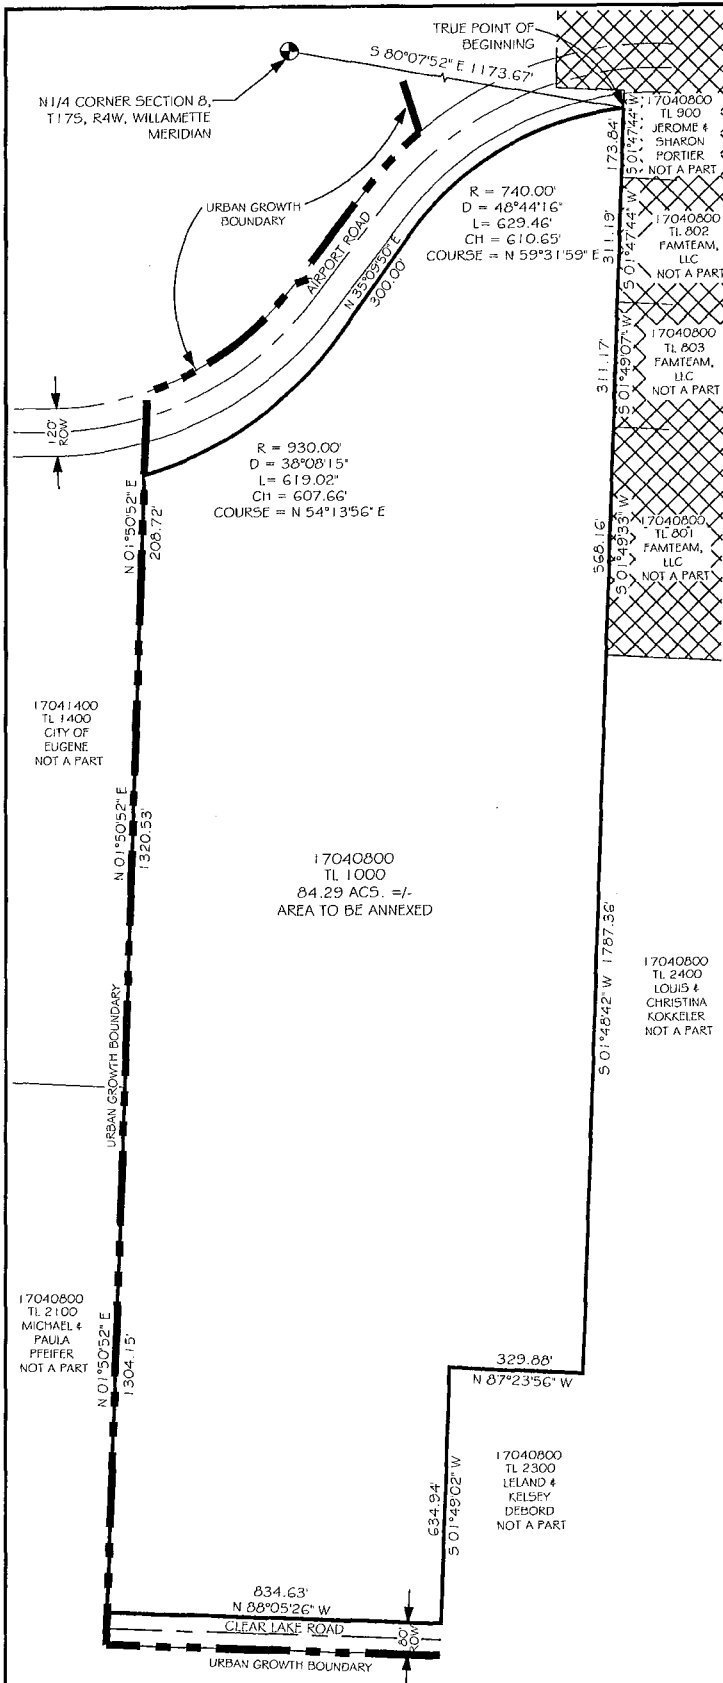 TRUE POINT OF
BEGINNING
S 80°07'52" E 1173.67'
N1/4 CORNER SECTION 8,
T17S, R4W, WILLAMETTE
MERIDIAN
URBAN GROWTH
BOUNDARY
AIRPORT ROAD
N 35°09'50" E
300.00'
R = 740.00'
D = 48°44'16"
L= 629.46'
CH = 610.65'
COURSE = N 59°31'59" E
173.84'
S 01°47'44" W
17040800
TL 900
JEROME &
SHARON
PORTIER
NOT A PART
311.19'
S 01°47'44" W
17040800
TL 802
FAMTEAM,
LLC
NOT A PART
311.17'
S 01°49'07" W
17040800
TL 803
FAMTEAM,
LLC
NOT A PART
120'
ROW
R = 930.00'
D = 38°08'15"
L= 619.02'
CH = 607.66'
COURSE = N 54°13'56" E
N 01°50'52" E
208.72'
568.16'
S 01°49'33" W
17040800
TL 801
FAMTEAM,
LLC
NOT A PART
17041400
TL 1400
CITY OF
EUGENE
NOT A PART
N 01°50'52" E
1320.53'
17040800
TL 1000
84.29 ACS. =/-
AREA TO BE ANNEXED
S 01°48'42" W 1787.36'
17040800
TL 2400
LOUIS &
CHRISTINA
KOKKELER
NOT A PART
URBAN GROWTH BOUNDARY
17040800
TL 2100
MICHAEL &
PAULA
PFEIFER
NOT A PART
N 01°50'52" E
1304.15'
329.88'
N 87°23'56" W
634.94'
S 01°49'02" W
17040800
TL 2300
LELAND &
KELSEY
DEBORD
NOT A PART
834.63'
N 88°05'26" W
CLEAR LAKE ROAD
80'
ROW
URBAN GROWTH BOUNDARY